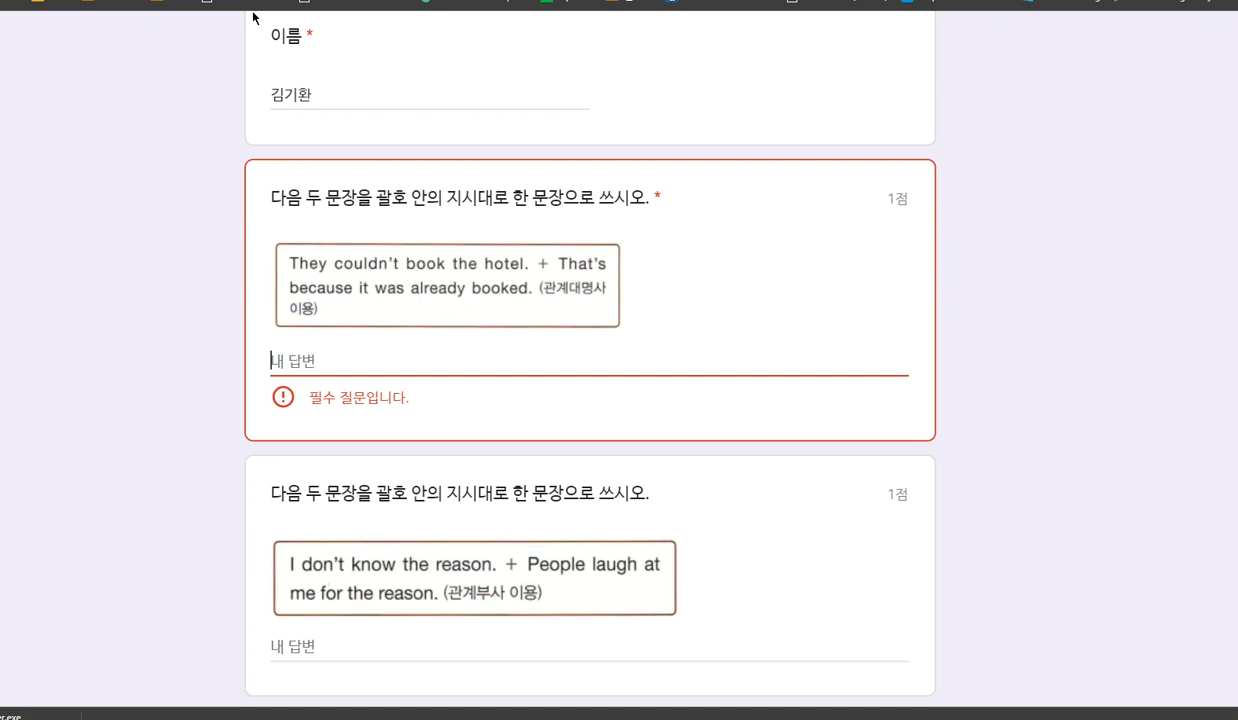 이름 *
김기환
다음 두 문장을 괄호 안의 지시대로 한 문장으로 쓰시오. *
1점
They couldn't book the hotel. + That's
because it was already booked. (관계대명사
이용)
내 답변
필수 질문입니다.
다음 두 문장을 괄호 안의 지시대로 한 문장으로 쓰시오.
1점
I don't know the reason. + People laugh at
me for the reason. (관계부사 이용)
내 답변
er.exe